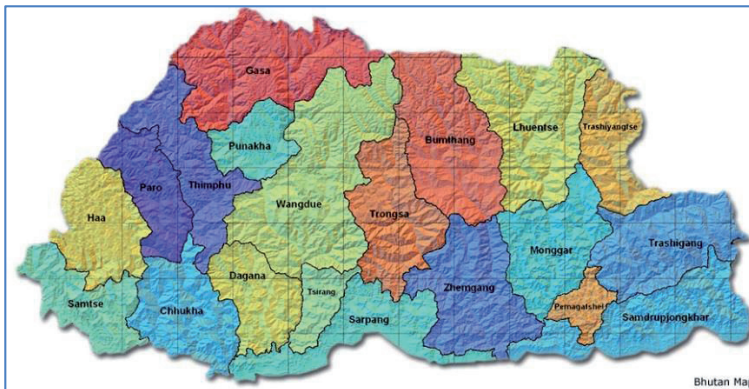 Gasa
Punakha
Bumthang
Lhuentse
Trashiyangtse
Paro
Thimphu
Haa
Wangdue
Trongsa
Monggar
Trashigang
Dagana
Zhemgang
Tsirang
Samtse
Chhukha
Sarpang
Pemagatshel
Samdrupjongkhar
Bhutan Map